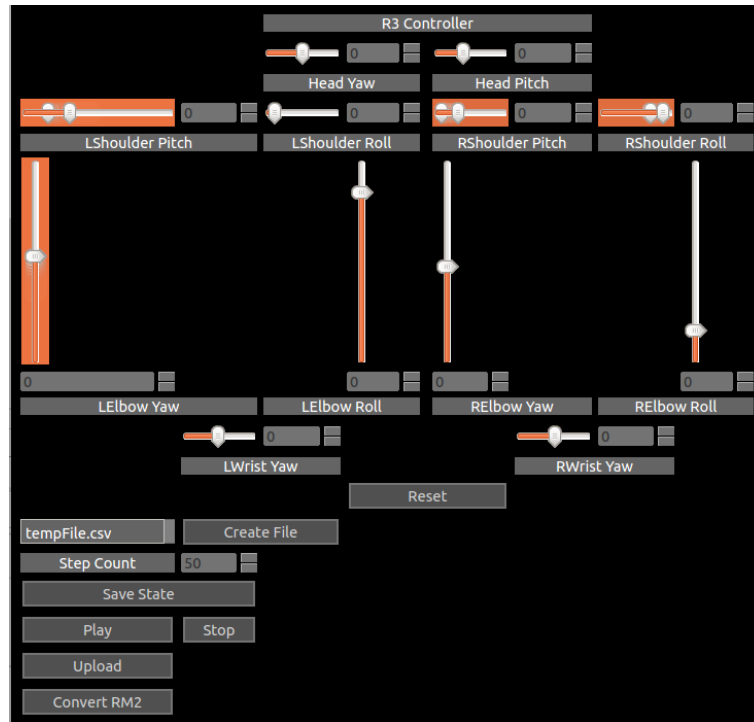 R3 Controller
0 0
Head Yaw Head Pitch
0 0 0 0
LShoulder Pitch LShoulder Roll RShoulder Pitch RShoulder Roll
0 0 0 0
LElbow Yaw LElbow Roll RElbow Yaw RElbow Roll
0 0
LWrist Yaw RWrist Yaw
Reset
tempFile.csv Create File
Step Count 50
Save State
Play Stop
Upload
Convert RM2